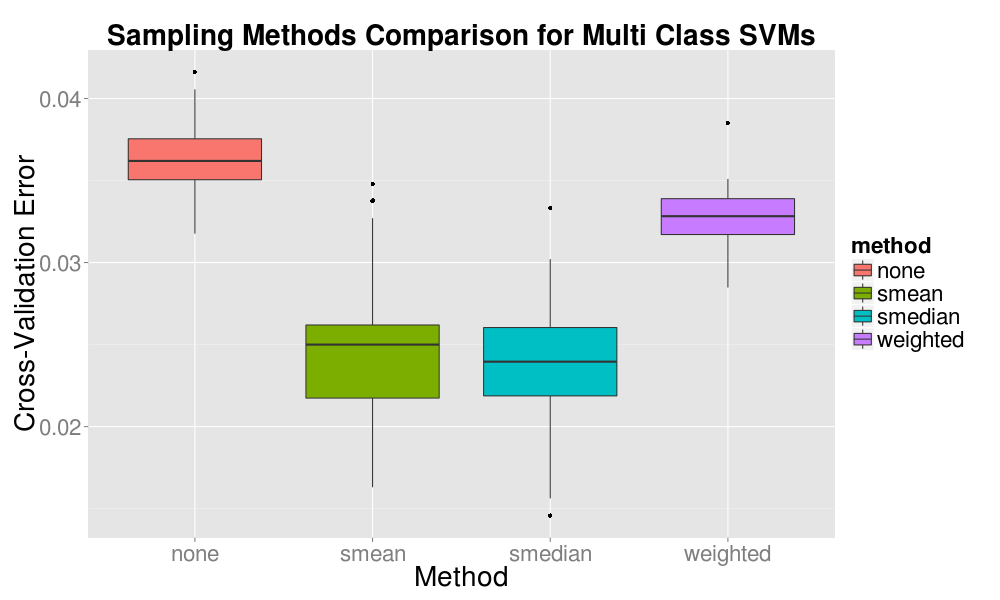 Sampling Methods Comparison for Multi Class SVMs
Cross-Validation Error
0.04
0.03
0.02
none smean smedian weighted
Method
method
none
smean
smedian
weighted